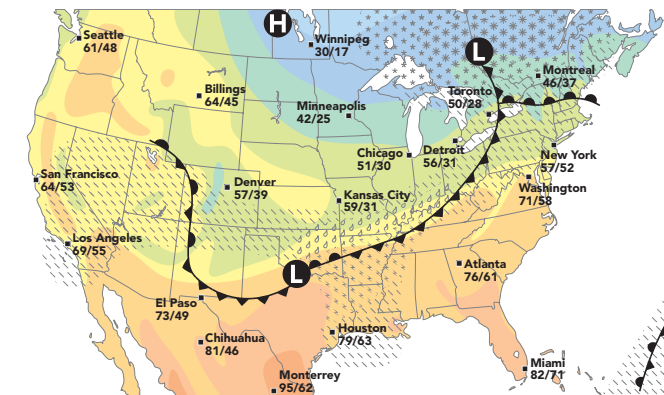 H
Winnipeg
30/17
L
Seattle
61/48
Montreal
46/37
Billings
64/45
Toronto
50/28
Minneapolis
42/25
Chicago
51/30
Detroit
56/31
New York
57/52
San Francisco
64/53
Denver
57/39
Kansas City
59/31
Washington
71/58
Los Angeles
69/55
L
Atlanta
76/61
El Paso
73/49
Houston
79/63
Chihuahua
81/46
Miami
82/71
Monterrey
95/62